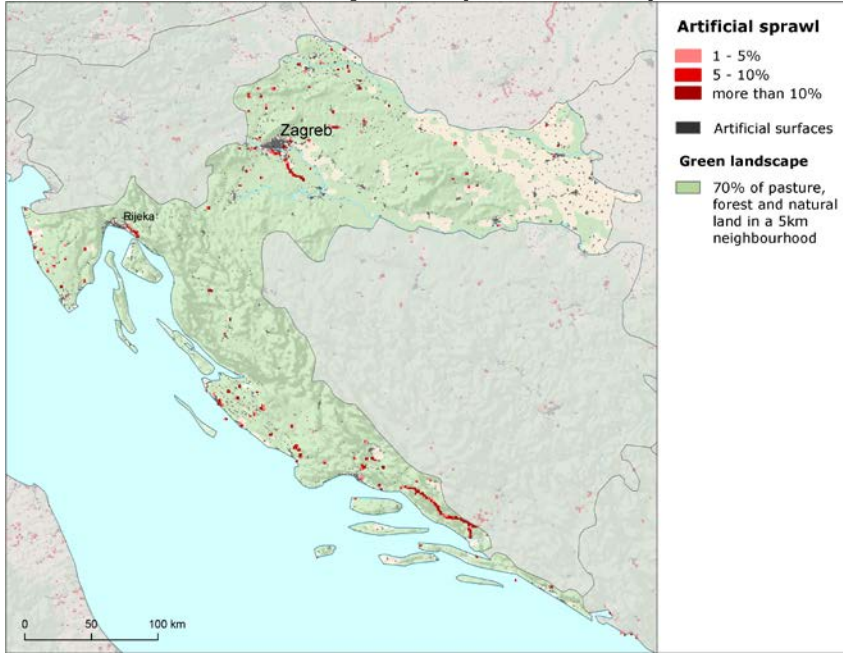 Zagreb
Rijeka
0 50 100 km
Artificial sprawl
1 - 5%
5 - 10%
more than 10%
Artificial surfaces
Green landscape
70% of pasture,
forest and natural
land in a 5km
neighbourhood